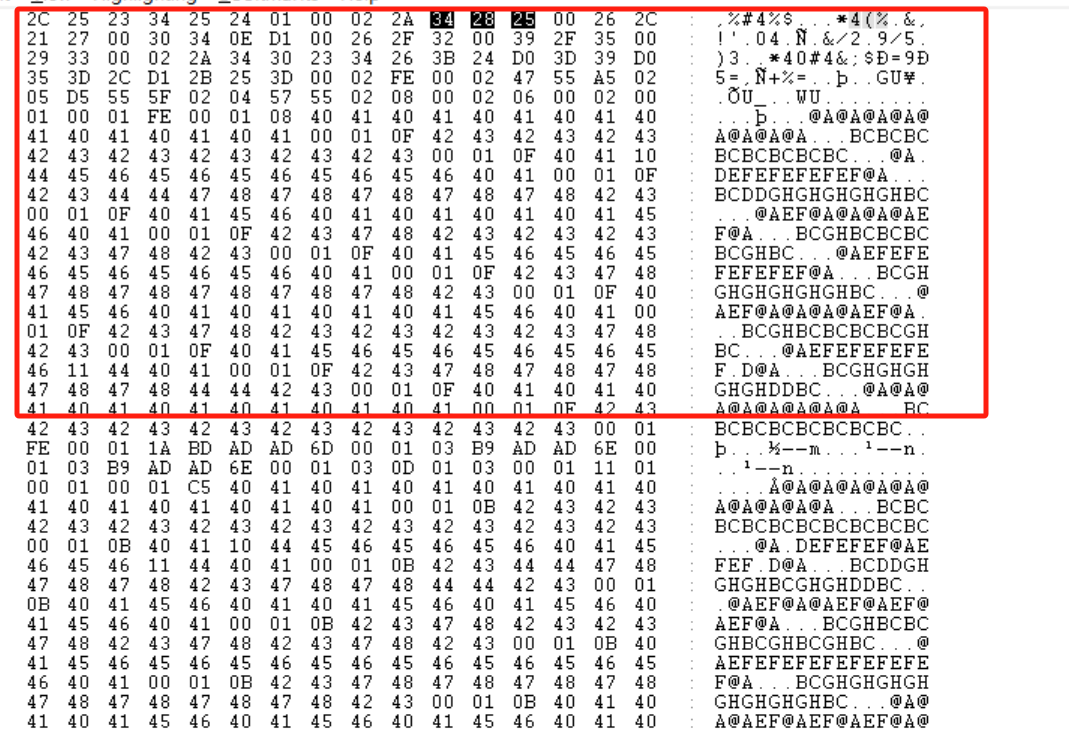 2C 25 23 34 25 24 01 00 02 2A 34 28 25 00 26 2C : ,%#4%$...*4(%.&,
21 27 00 30 34 0E D1 00 26 2F 32 00 39 2F 35 00 : !'.04.Ñ.&/2.9/5.
29 33 00 02 2A 34 30 23 34 26 3B 24 D0 3D 39 D0 : )3..*40#4&;$Ð=9Ð
35 3D 2C D1 2B 25 3D 00 02 FE 00 02 47 55 A5 02 : 5=,Ñ+%=..þ..GU¥.
05 D5 55 5F 02 04 57 55 02 08 00 02 06 00 02 00 : .ÕU_..WU........
01 00 01 FE 00 01 08 40 41 40 41 40 41 40 41 40 : ...þ...@A@A@A@A@
41 40 41 40 41 40 41 40 41 00 01 0F 42 43 42 43 42 43 : A@A@A@A...BCBCBC
42 43 42 43 42 43 42 43 42 43 00 01 0F 40 41 10 : BCBCBCBCBC...@A.
44 45 46 45 46 45 46 45 46 45 46 40 41 00 01 0F : DEFEFEFEFEF@A...
42 43 44 44 47 48 47 48 47 48 47 48 47 48 42 43 : BCDDGHGHGHGHGHBC
00 01 0F 40 41 45 46 40 41 40 41 40 41 40 41 45 : ...@AEF@A@A@A@AE
46 40 41 00 01 0F 42 43 47 48 42 43 42 43 42 43 : F@A...BCGHBCBCBC
42 43 47 48 42 43 00 01 0F 40 41 45 46 45 46 45 : BCGHBC...@AEFEFE
46 45 46 45 46 45 46 40 41 00 01 0F 42 43 47 48 : FEFEFEF@A...BCGH
47 48 47 48 47 48 47 48 47 48 42 43 00 01 0F 40 : GHGHGHGHGHBC...@
41 45 46 40 41 40 41 40 41 40 41 45 46 40 41 00 : AEF@A@A@A@AEF@A.
01 0F 42 43 47 48 42 43 42 43 42 43 42 43 47 48 : ..BCGHBCBCBCBCGH
42 43 00 01 0F 40 41 45 46 45 46 45 46 45 46 45 : BC...@AEFEFEFEFE
46 11 44 40 41 00 01 0F 42 43 47 48 47 48 47 48 : F.D@A...BCGHGHGH
47 48 47 48 44 44 42 43 00 01 0F 40 41 40 41 40 : GHGHDDBC...@A@A@
41 40 41 40 41 40 41 40 41 40 41 00 01 0F 42 43 : A@A@A@A@A@A...BC
42 43 42 43 42 43 42 43 42 43 42 43 42 43 00 01 : BCBCBCBCBCBCBC..
FE 00 01 1A BD AD AD 6D 00 01 03 B9 AD AD 6E 00 : þ...½--m...¹--n.
01 03 B9 AD AD 6E 00 01 03 0D 01 03 00 01 11 01 : ..¹--n..........
00 01 00 01 C5 40 41 40 41 40 41 40 41 40 41 40 : ....Å@A@A@A@A@A@
41 40 41 40 41 40 41 40 41 00 01 0B 42 43 42 43 : A@A@A@A@A...BCBC
42 43 42 43 42 43 42 43 42 43 42 43 42 43 42 43 : BCBCBCBCBCBCBCBC
00 01 0B 40 41 10 44 45 46 45 46 45 46 40 41 45 : ...@A.DEFEFEF@AE
46 45 46 11 44 40 41 00 01 0B 42 43 44 44 47 48 : FEF.D@A...BCDDGH
47 48 47 48 42 43 47 48 47 48 44 44 42 43 00 01 : GHGHBCGHGHDDBC..
0B 40 41 45 46 40 41 40 41 45 46 40 41 45 46 40 : .@AEF@A@AEF@AEF@
41 45 46 40 41 00 01 0B 42 43 47 48 42 43 42 43 : AEF@A...BCGHBCBC
47 48 42 43 47 48 42 43 47 48 42 43 00 01 0B 40 : GHBCGHBCGHBC...@
41 45 46 45 46 45 46 45 46 45 46 45 46 45 46 45 : AEFEFEFEFEFEFEFE
46 40 41 00 01 0B 42 43 47 48 47 48 47 48 47 48 : F@A...BCGHGHGHGH
47 48 47 48 47 48 47 48 42 43 00 01 0B 40 41 40 : GHGHGHGHBC...@A@
41 40 41 45 46 40 41 45 46 40 41 45 46 40 41 40 : A@AEF@AEF@AEF@A@